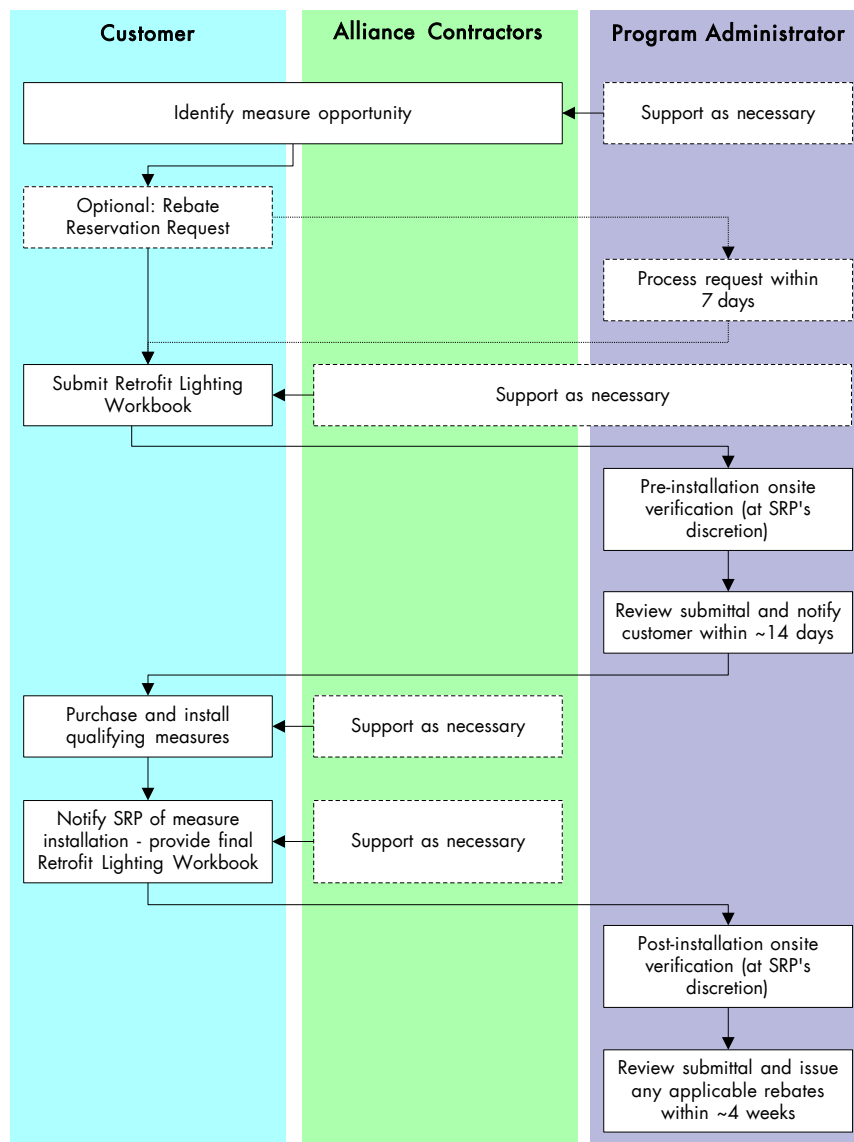 Customer
Alliance Contractors
Program Administrator
Identify measure opportunity
Support as necessary
Optional: Rebate
Reservation Request
Process request within
7 days
Submit Retrofit Lighting
Workbook
Support as necessary
Pre-installation onsite
verification (at SRP's
discretion)
Review submittal and notify
customer within ~14 days
Purchase and install
qualifying measures
Support as necessary
Notify SRP of measure
installation - provide final
Retrofit Lighting Workbook
Support as necessary
Post-installation onsite
verification (at SRP's
discretion)
Review submittal and issue
any applicable rebates
within ~4 weeks